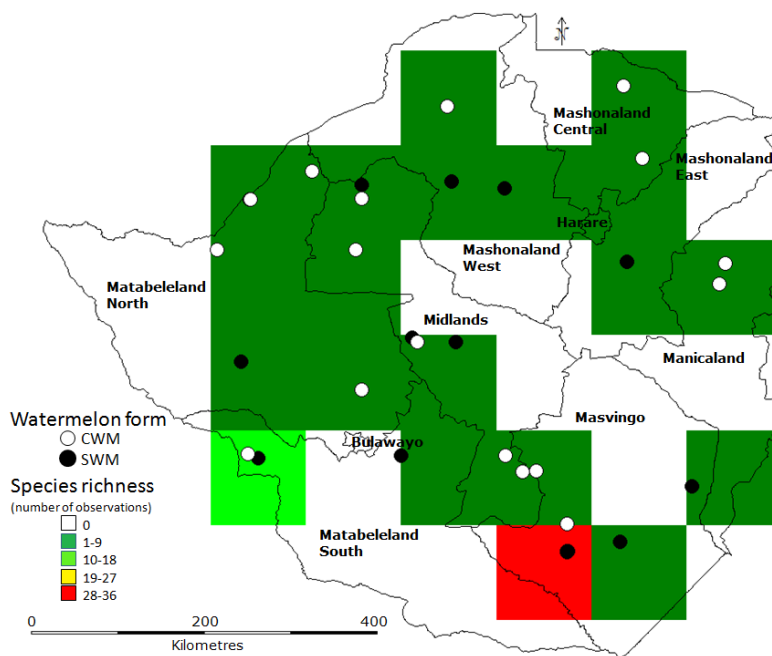 N
Mashonaland
Central
Mashonaland
East
Harare
Mashonaland
West
Matabeleland
North
Midlands
Manicaland
Masvingo
Bulawayo
Matabeleland
South
Watermelon form
CWM
SWM
Species richness
(number of observations)
0
1-9
10-18
19-27
28-36
0 200 400
Kilometres